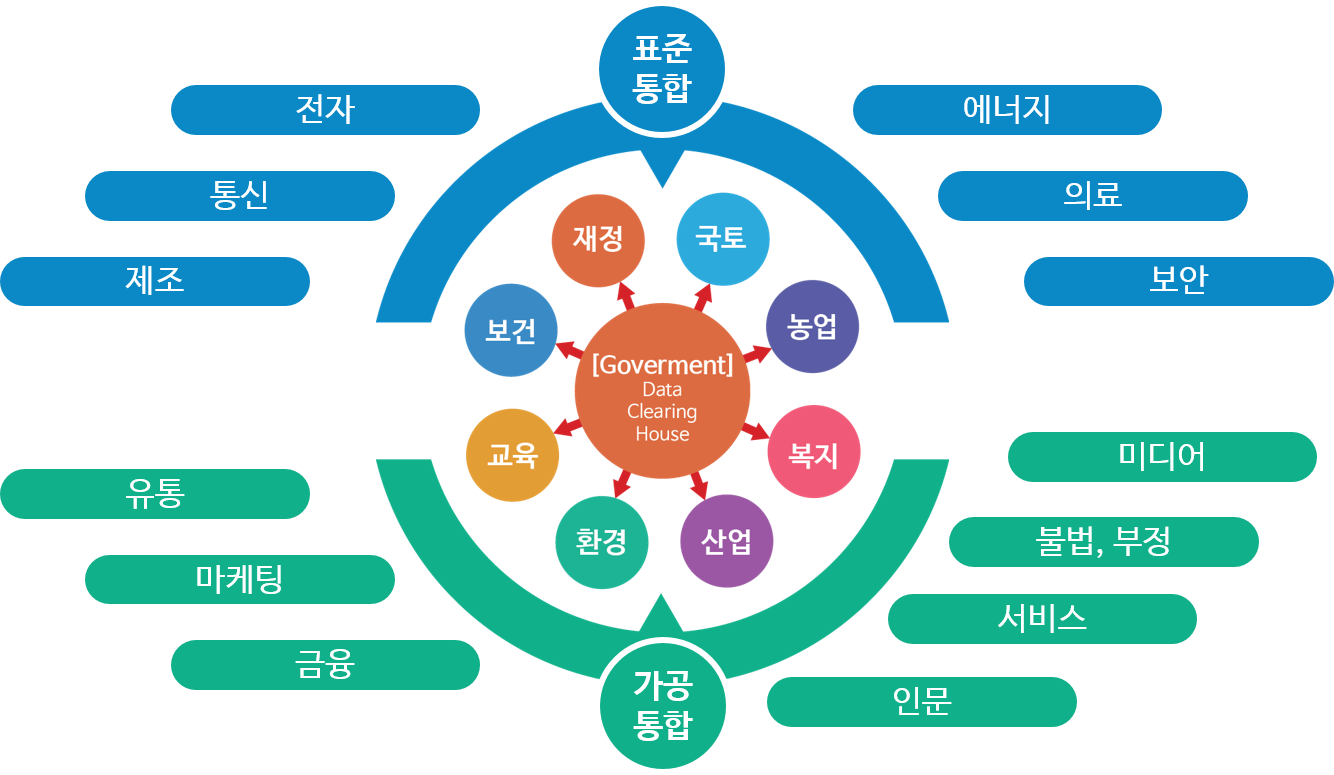 표준
통합
전자
에너지
통신
의료
제조
보안
재정
국토
보건
농업
[Goverment]
Data
Clearing
House
교육
복지
환경
산업
유통
미디어
마케팅
불법, 부정
금융
서비스
가공
통합
인문